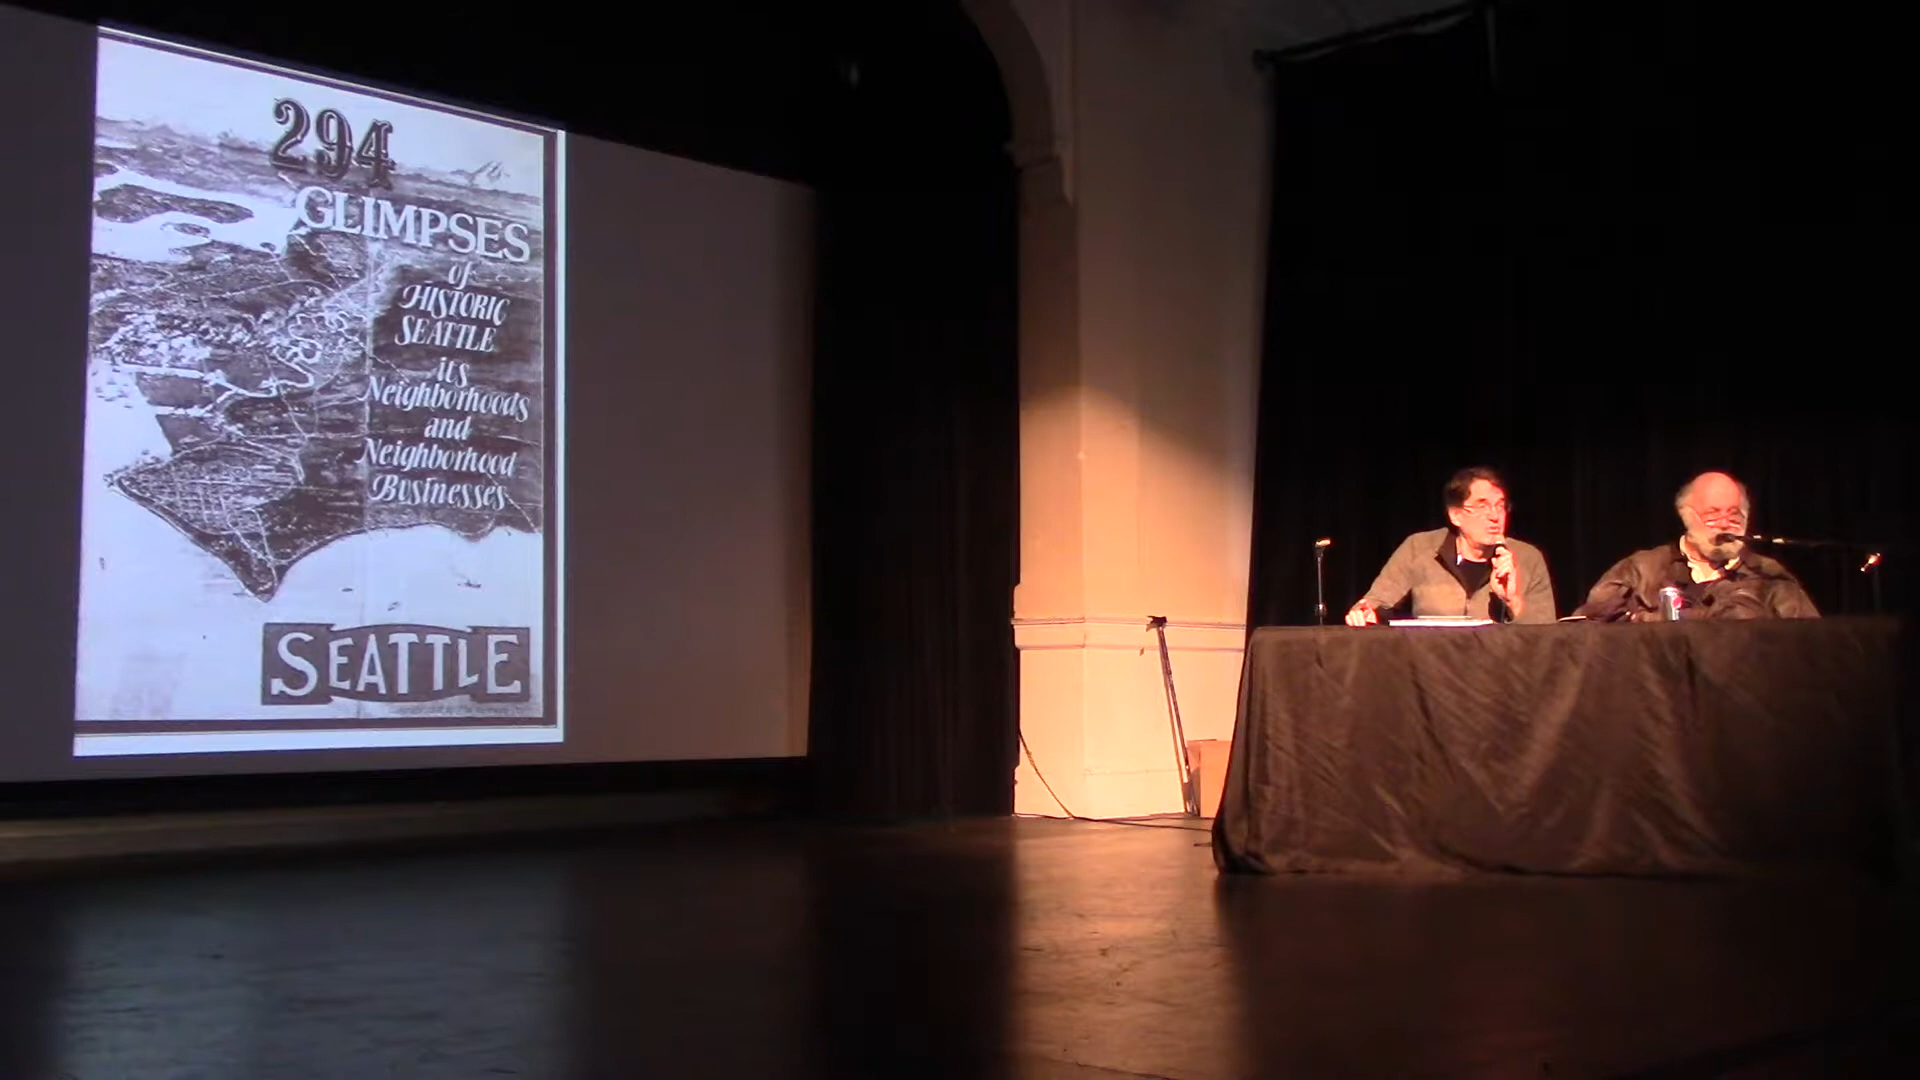 294
GLIMPSES
of
HISTORIC
SEATTLE
its
Neighborhoods
and
Neighborhood
Businesses
SEATTLE